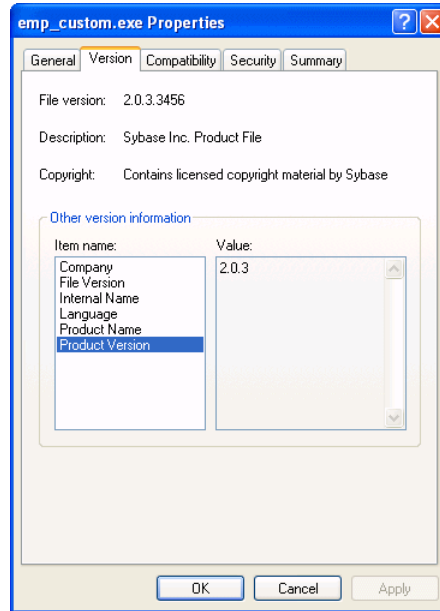 emp_custom.exe Properties
General Version Compatibility Security Summary
File version: 2.0.3.3456
Description: Sybase Inc. Product File
Copyright: Contains licensed copyright material by Sybase
Other version information
Item name: Value:
Company 2.0.3
File Version
Internal Name
Language
Product Name
Product Version
OK Cancel Apply